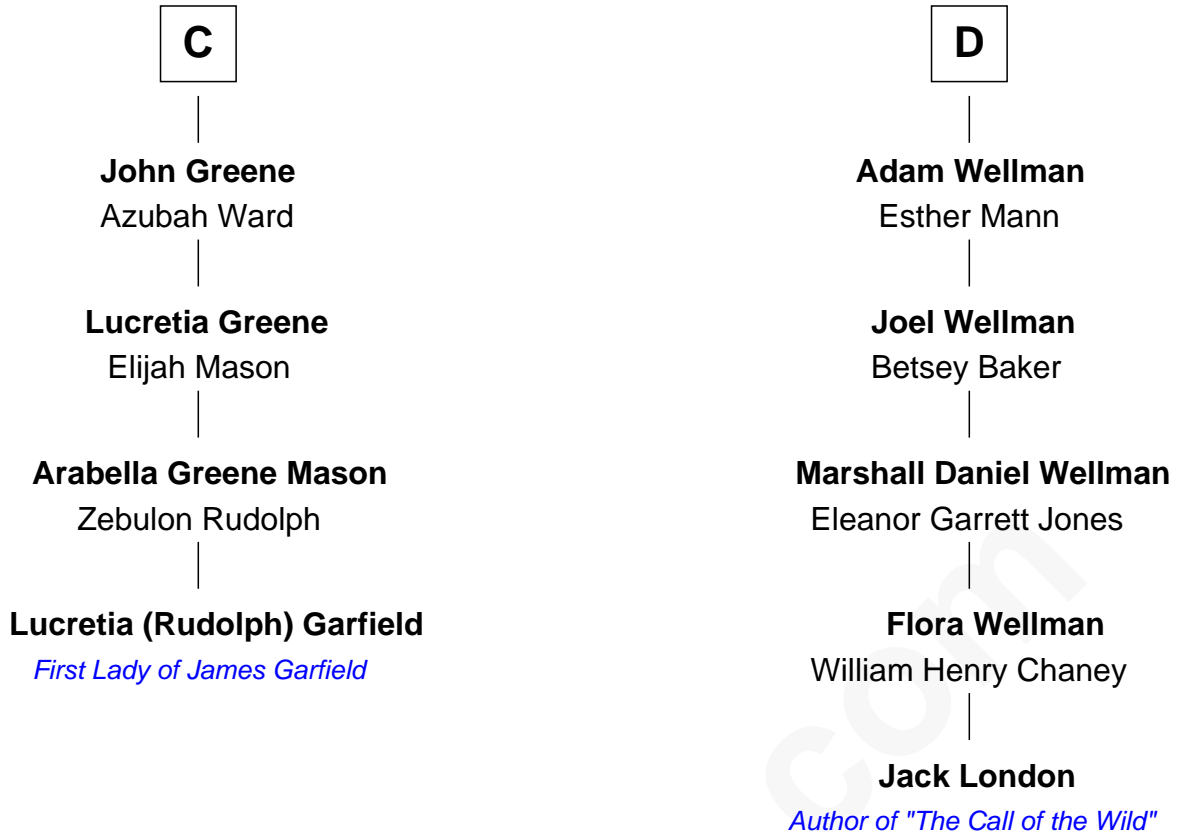 C
John Greene
Azubah Ward
Lucretia Greene
Elijah Mason
Arabella Greene Mason
Zebulon Rudolph
Lucretia (Rudolph) Garfield
First Lady of James Garfield
D
Adam Wellman
Esther Mann
Joel Wellman
Betsey Baker
Marshall Daniel Wellman
Eleanor Garrett Jones
Flora Wellman
William Henry Chaney
Jack London
Author of "The Call of the Wild"
com